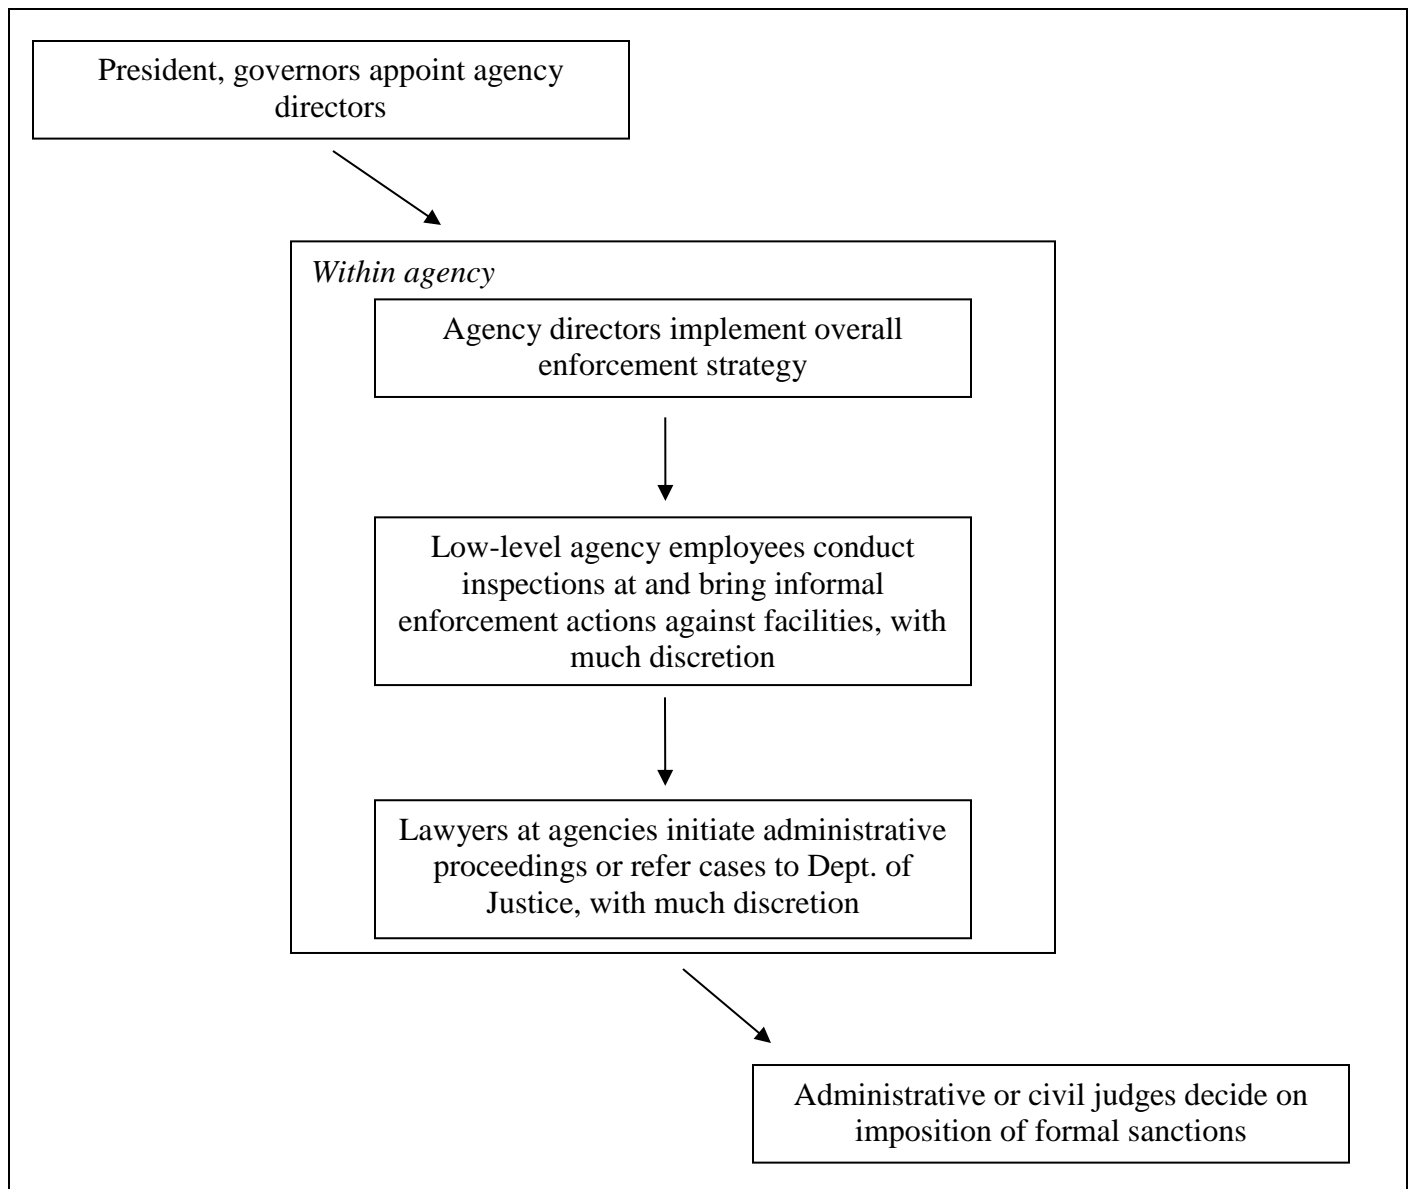 President, governors appoint agency
directors
Within agency
Agency directors implement overall
enforcement strategy
Low-level agency employees conduct
inspections at and bring informal
enforcement actions against facilities, with
much discretion
Lawyers at agencies initiate administrative
proceedings or refer cases to Dept. of
Justice, with much discretion
Administrative or civil judges decide on
imposition of formal sanctions